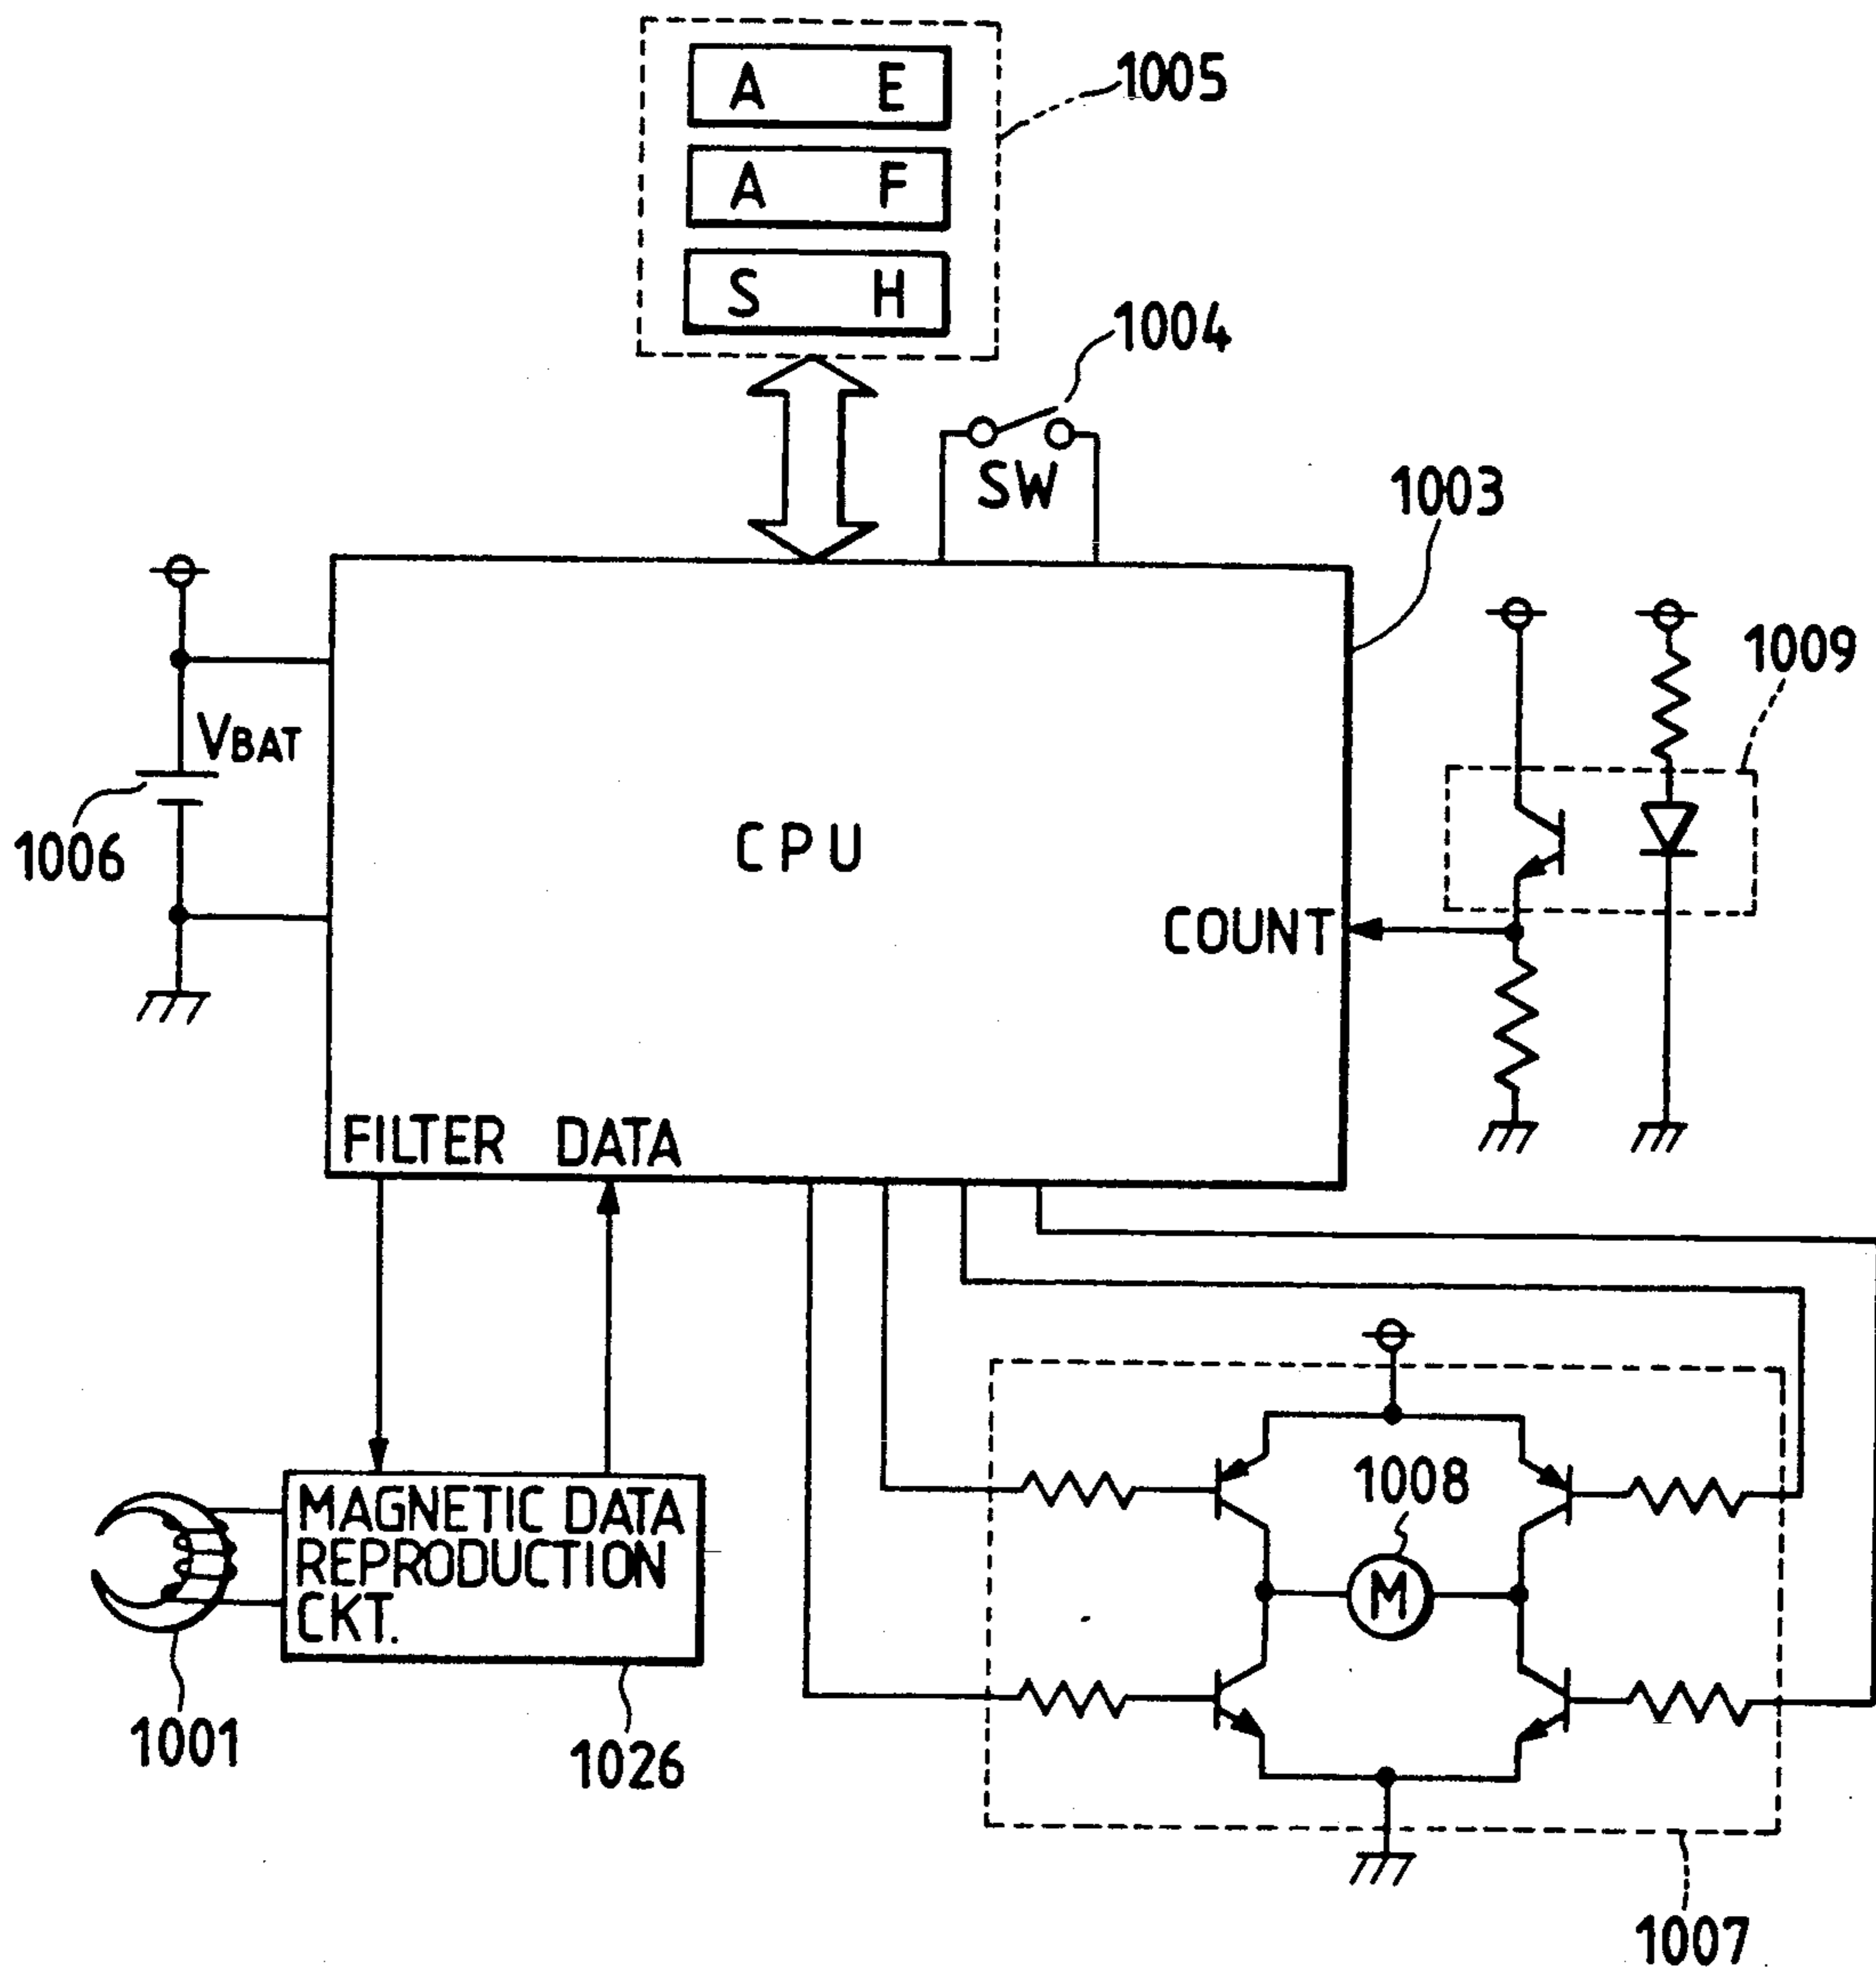 A E
1005
A F
S H
1004
SW
1003
1009
VBAT
1006
CPU
COUNT
FILTER DATA
1008
M
MAGNETIC DATA
REPRODUCTION
CKT.
1001
1026
1007